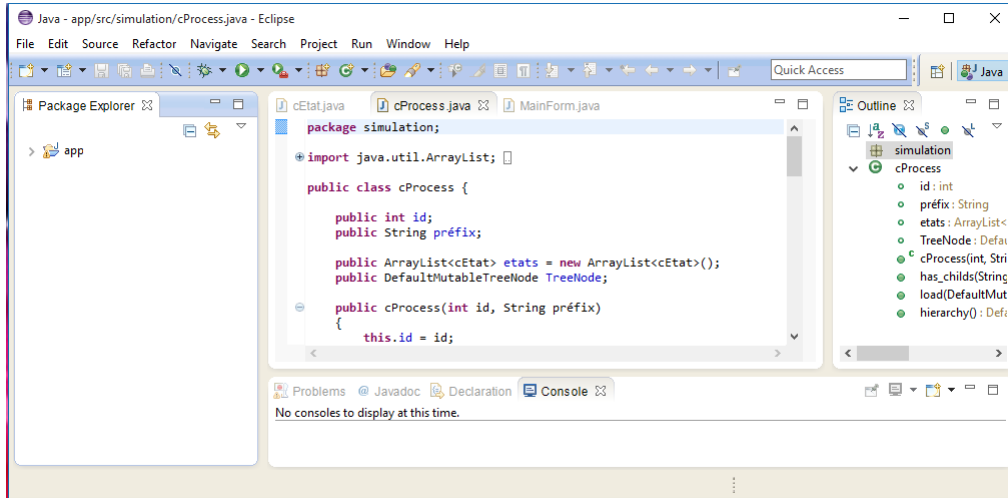 Java - app/src/simulation/cProcess.java - Eclipse
File Edit Source Refactor Navigate Search Project Run Window Help
Quick Access
Java
Package Explorer
app
cEtat.java cProcess.java MainForm.java
package simulation;
import java.util.ArrayList;
public class cProcess {
public int id;
public String préfix;
public ArrayList<cEtat> etats = new ArrayList<cEtat>();
public DefaultMutableTreeNode TreeNode;
public cProcess(int id, String préfix)
{
this.id = id;
Outline
simulation
cProcess
id : int
préfix : String
etats : ArrayList<
TreeNode : Defau
cProcess(int, Stri
has_childs(String
load(DefaultMut
hierarchy() : Defa
Problems @ Javadoc Declaration Console
No consoles to display at this time.